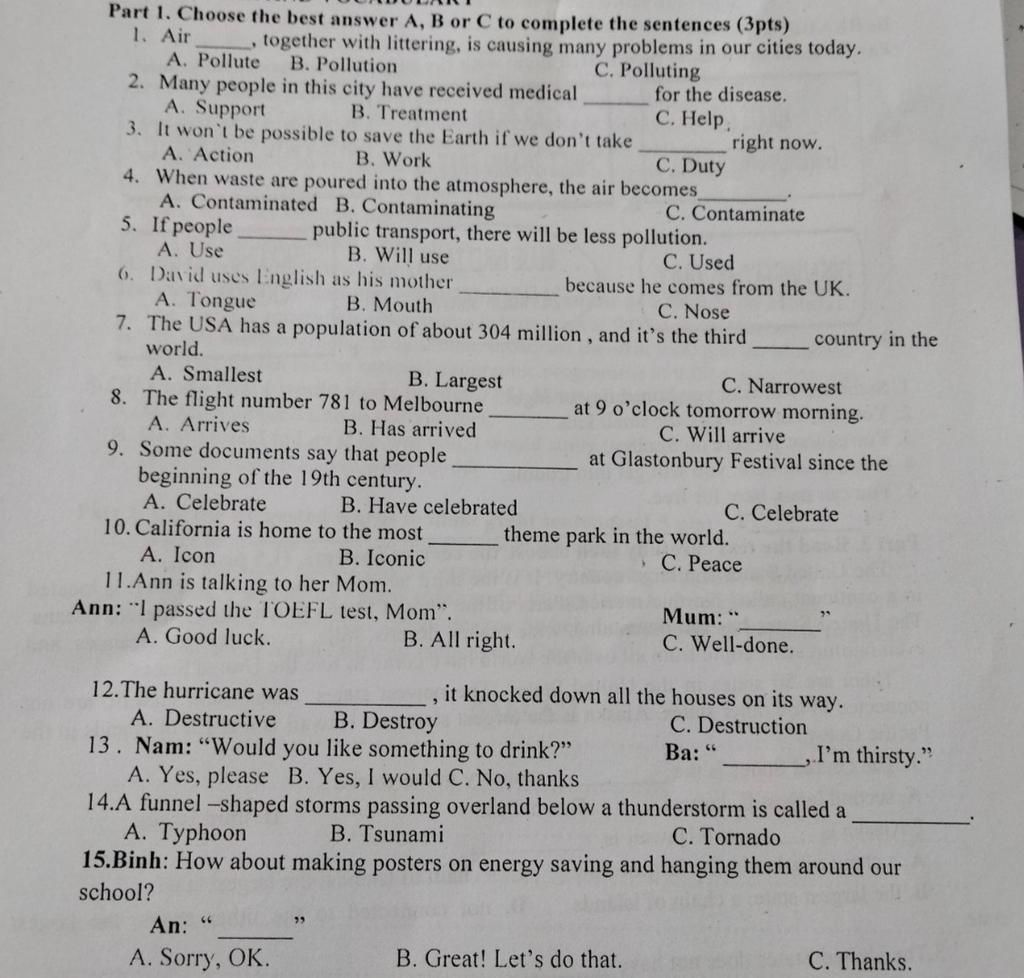 Part 1. Choose the best answer A, B or C to complete the sentences (3pts)
1. Air ______, together with littering, is causing many problems in our cities today.
A. Pollute B. Pollution C. Polluting
2. Many people in this city have received medical _______ for the disease.
A. Support B. Treatment C. Help
3. It won't be possible to save the Earth if we don't take _________ right now.
A. Action B. Work C. Duty
4. When waste are poured into the atmosphere, the air becomes__________.
A. Contaminated B. Contaminating C. Contaminate
5. If people _______ public transport, there will be less pollution.
A. Use B. Will use C. Used
6. David uses English as his mother __________ because he comes from the UK.
A. Tongue B. Mouth C. Nose
7. The USA has a population of about 304 million , and it's the third ______ country in the
world.
A. Smallest B. Largest C. Narrowest
8. The flight number 781 to Melbourne ________ at 9 o'clock tomorrow morning.
A. Arrives B. Has arrived C. Will arrive
9. Some documents say that people _____________ at Glastonbury Festival since the
beginning of the 19th century.
A. Celebrate B. Have celebrated C. Celebrate
10. California is home to the most _______ theme park in the world.
A. Icon B. Iconic C. Peace
11.Ann is talking to her Mom.
Ann: "I passed the TOEFL test, Mom". Mum: "________"
A. Good luck. B. All right. C. Well-done.
12.The hurricane was ____________, it knocked down all the houses on its way.
A. Destructive B. Destroy C. Destruction
13 . Nam: “Would you like something to drink?” Ba: “ ________, I'm thirsty.”
A. Yes, please B. Yes, I would C. No, thanks
14.A funnel –shaped storms passing overland below a thunderstorm is called a ____________.
A. Typhoon B. Tsunami C. Tornado
15.Binh: How about making posters on energy saving and hanging them around our
school?
An: “________”
A. Sorry, OK. B. Great! Let's do that. C. Thanks.